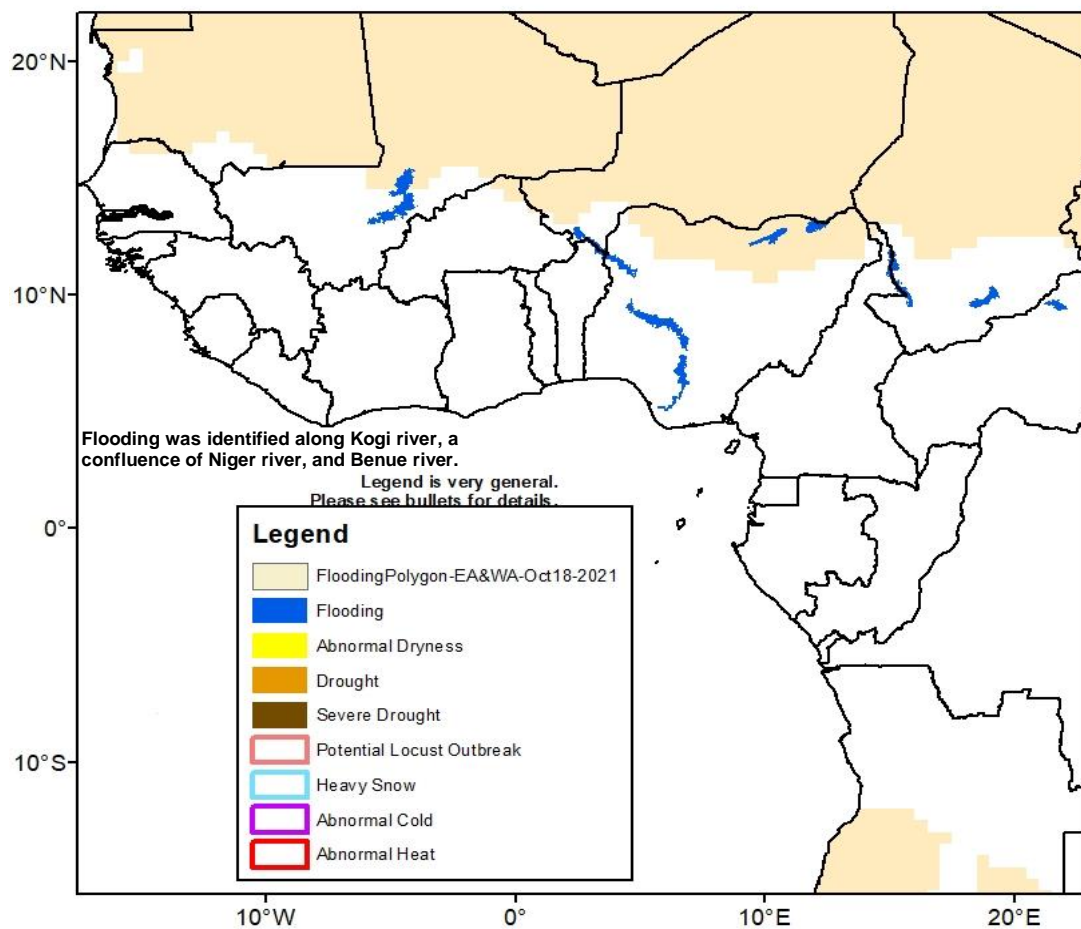 20°N
10°N
Flooding was identified along Kogi river, a
confluence of Niger river, and Benue river.
Legend is very general.
Please see bullets for details.
0°
Legend
FloodingPolygon-EA&WA-Oct18-2021
Flooding
Abnormal Dryness
Drought
Severe Drought
Potential Locust Outbreak
Heavy Snow
Abnormal Cold
Abnormal Heat
10°S
10°W 0° 10°E 20°E